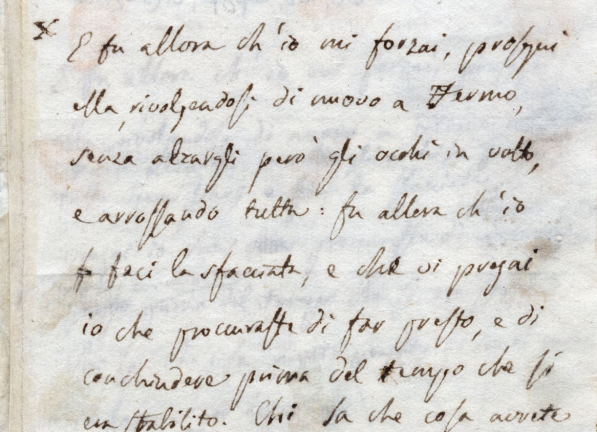 E fu allora ch'io mi forzai, proseguì
ella, rivolgendosi di nuovo a Fermo,
senza alzargli però gli occhi in volto,
e arrossando tutta: fu allora ch'io
feci la sfacciata, e che vi pregai
io che procuraste di far presto, e di
conchiudere prima del tempo che si
era stabilito. Chi sa che cosa avrete